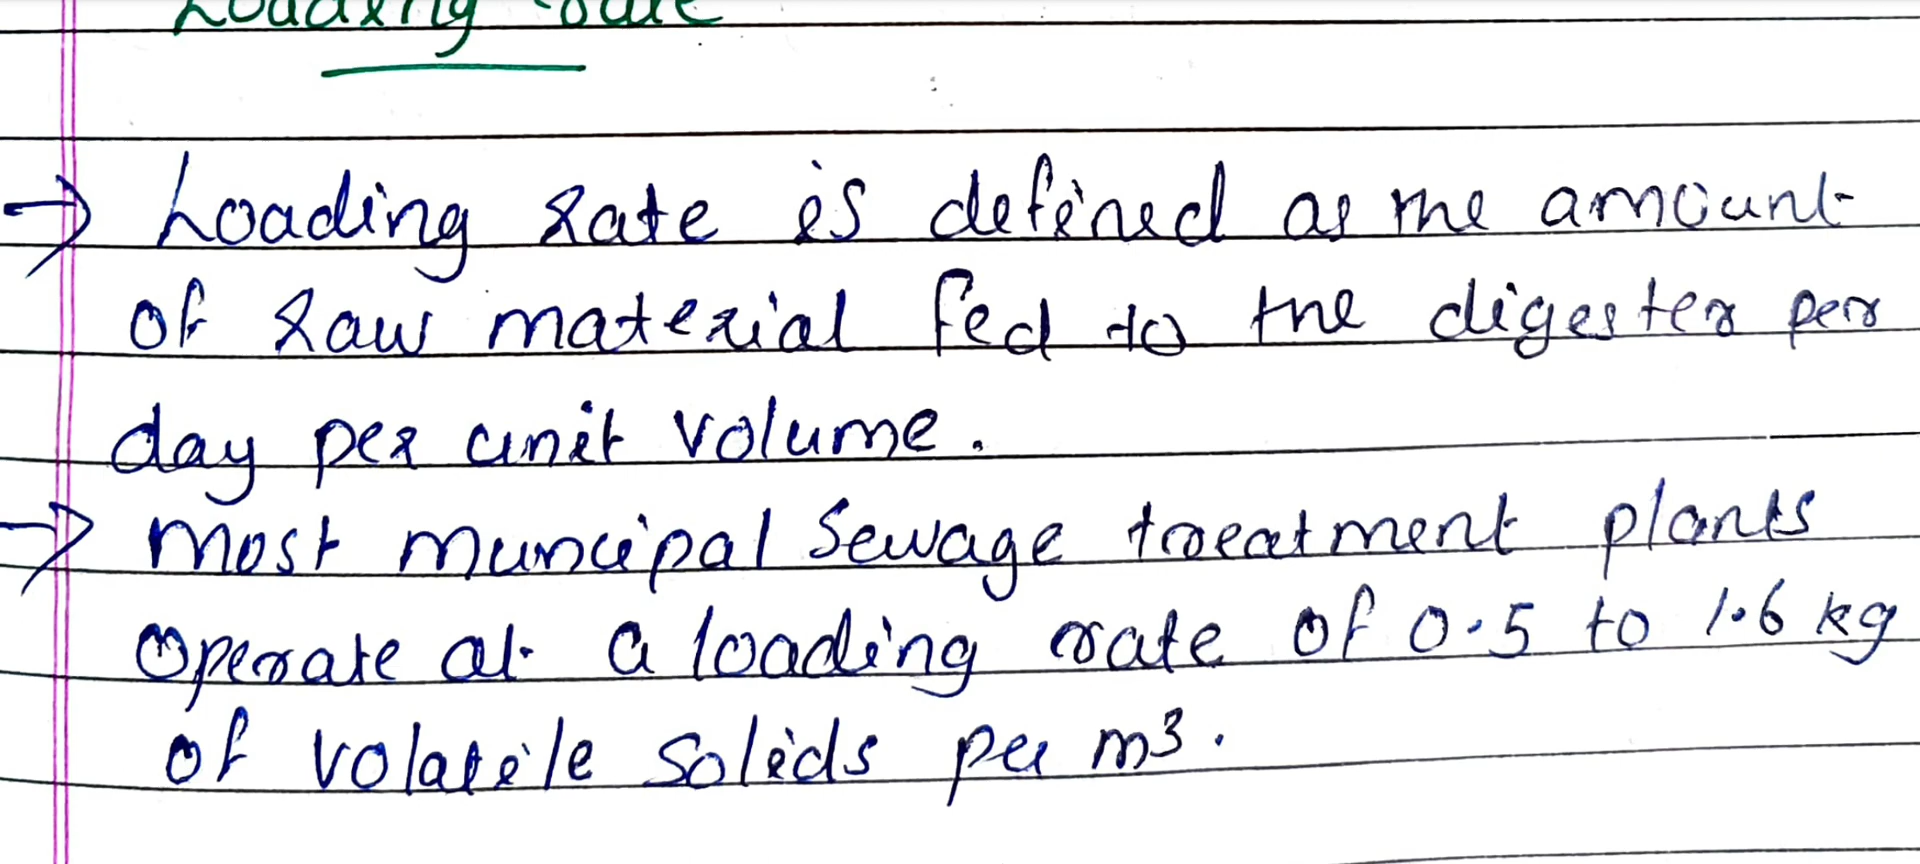 Loading rate
→ Loading rate is defined as the amount
of raw material fed to the digester per
day per unit volume.
→ most muncipal Sewage treatment plants
operate at a loading rate of 0.5 to 1.6 kg
of volatile solids per m3.